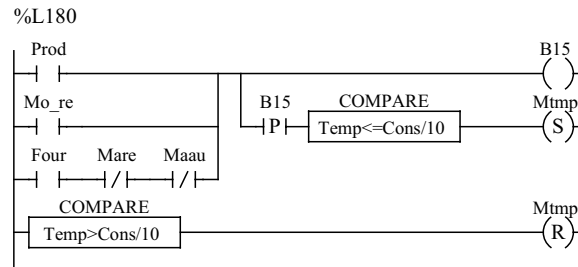 %L180
Prod B15
Mo_re B15 COMPARE Mtmp
P Temp<=Cons/10 S
Four Mare Maau
COMPARE Mtmp
Temp>Cons/10 R